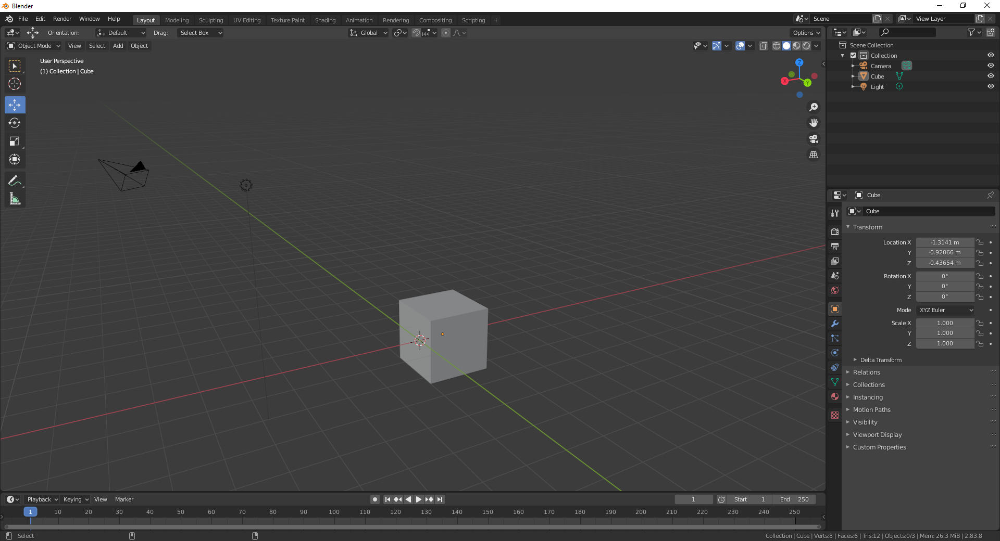 Blender
File Edit Render Window Help Layout Modeling Sculpting UV Editing Texture Paint Shading Animation Rendering Compositing Scripting + Scene View Layer
Orientation: Default Drag: Select Box Global Options
Object Mode View Select Add Object
User Perspective
(1) Collection | Cube
Z
X
Y
Scene Collection
Collection
Camera
Cube
Light
Cube
Cube
Transform
Location X -1.3141 m
Y -0.92066 m
Z -0.43654 m
Rotation X 0°
Y 0°
Z 0°
Mode XYZ Euler
Scale X 1.000
Y 1.000
Z 1.000
Delta Transform
Relations
Collections
Instancing
Motion Paths
Visibility
Viewport Display
Custom Properties
Playback Keying View Marker 1 Start 1 End 250
1 10 20 30 40 50 60 70 80 90 100 110 120 130 140 150 160 170 180 190 200 210 220 230 240 250
Select
Collection | Cube | Verts:8 | Faces:6 | Tris:12 | Objects:0/3 | Mem: 26.3 MiB | 2.83.8